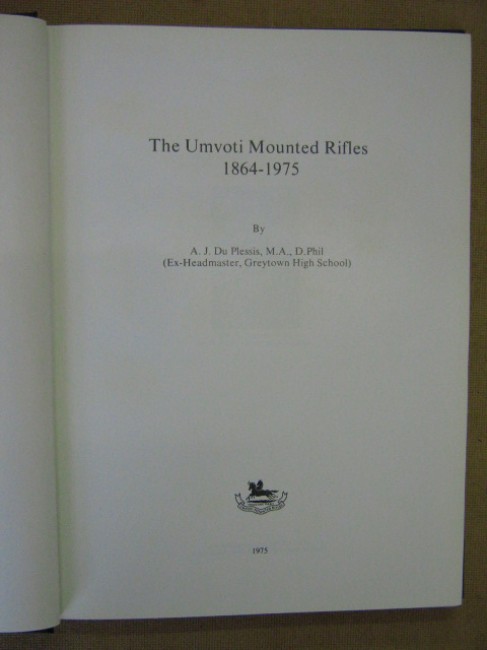 The Umvoti Mounted Rifles
1864-1975
By
A. J. Du Plessis, M.A., D.Phil
(Ex-Headmaster, Greytown High School)
1975